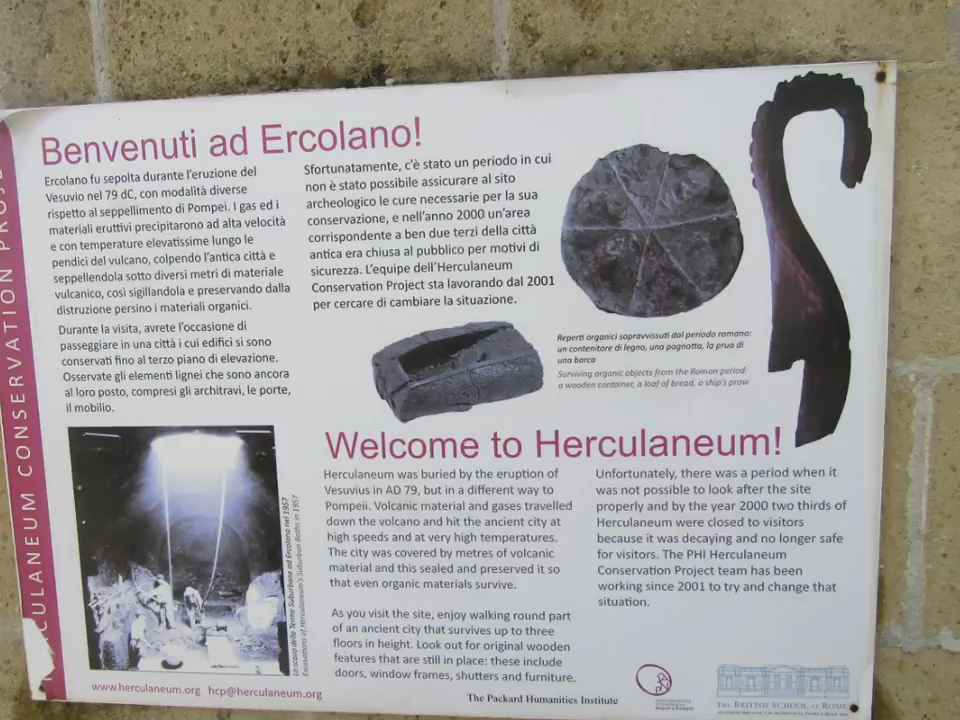 HERCULANEUM CONSERVATION PROJE
Benvenuti ad Ercolano!
Ercolano fu sepolta durante l'eruzione del
Vesuvio nel 79 dC, con modalità diverse
rispetto al seppellimento di Pompei. I gas ed i
materiali eruttivi precipitarono ad alta velocità
e con temperature elevatissime lungo le
pendici del vulcano, colpendo l'antica città e
seppellendola sotto diversi metri di materiale
vulcanico, così sigillandola e preservando dalla
distruzione persino i materiali organici.
Durante la visita, avrete l'occasione di
passeggiare in una città i cui edifici si sono
conservati fino al terzo piano di elevazione.
Osservate gli elementi lignei che sono ancora
al loro posto, compresi gli architravi, le porte,
il mobilio.
Sfortunatamente, c'è stato un periodo in cui
non è stato possibile assicurare al sito
archeologico le cure necessarie per la sua
conservazione, e nell'anno 2000 un'area
corrispondente a ben due terzi della città
antica era chiusa al pubblico per motivi di
sicurezza. L'equipe dell'Herculaneum
Conservation Project sta lavorando dal 2001
per cercare di cambiare la situazione.
Reperti organici sopravvissuti dal periodo romano:
un contenitore di legno, una pagnotta, la prua di
una barca
Surviving organic objects from the Roman period:
a wooden container, a loaf of bread, a ship's prow
Lo scavo delle Terme Suburbane ad Ercolano nel 1957
Excavations of Herculaneum's Suburban Baths in 1957
Welcome to Herculaneum!
Herculaneum was buried by the eruption of
Vesuvius in AD 79, but in a different way to
Pompeii. Volcanic material and gases travelled
down the volcano and hit the ancient city at
high speeds and at very high temperatures.
The city was covered by metres of volcanic
material and this sealed and preserved it so
that even organic materials survive.
As you visit the site, enjoy walking round part
of an ancient city that survives up to three
floors in height. Look out for original wooden
features that are still in place: these include
doors, window frames, shutters and furniture.
Unfortunately, there was a period when it
was not possible to look after the site
properly and by the year 2000 two thirds of
Herculaneum were closed to visitors
because it was decaying and no longer safe
for visitors. The PHI Herculaneum
Conservation Project team has been
working since 2001 to try and change that
situation.
www.herculaneum.org hcp@herculaneum.org
The Packard Humanities Institute
THE BRITISH SCHOOL AT ROME